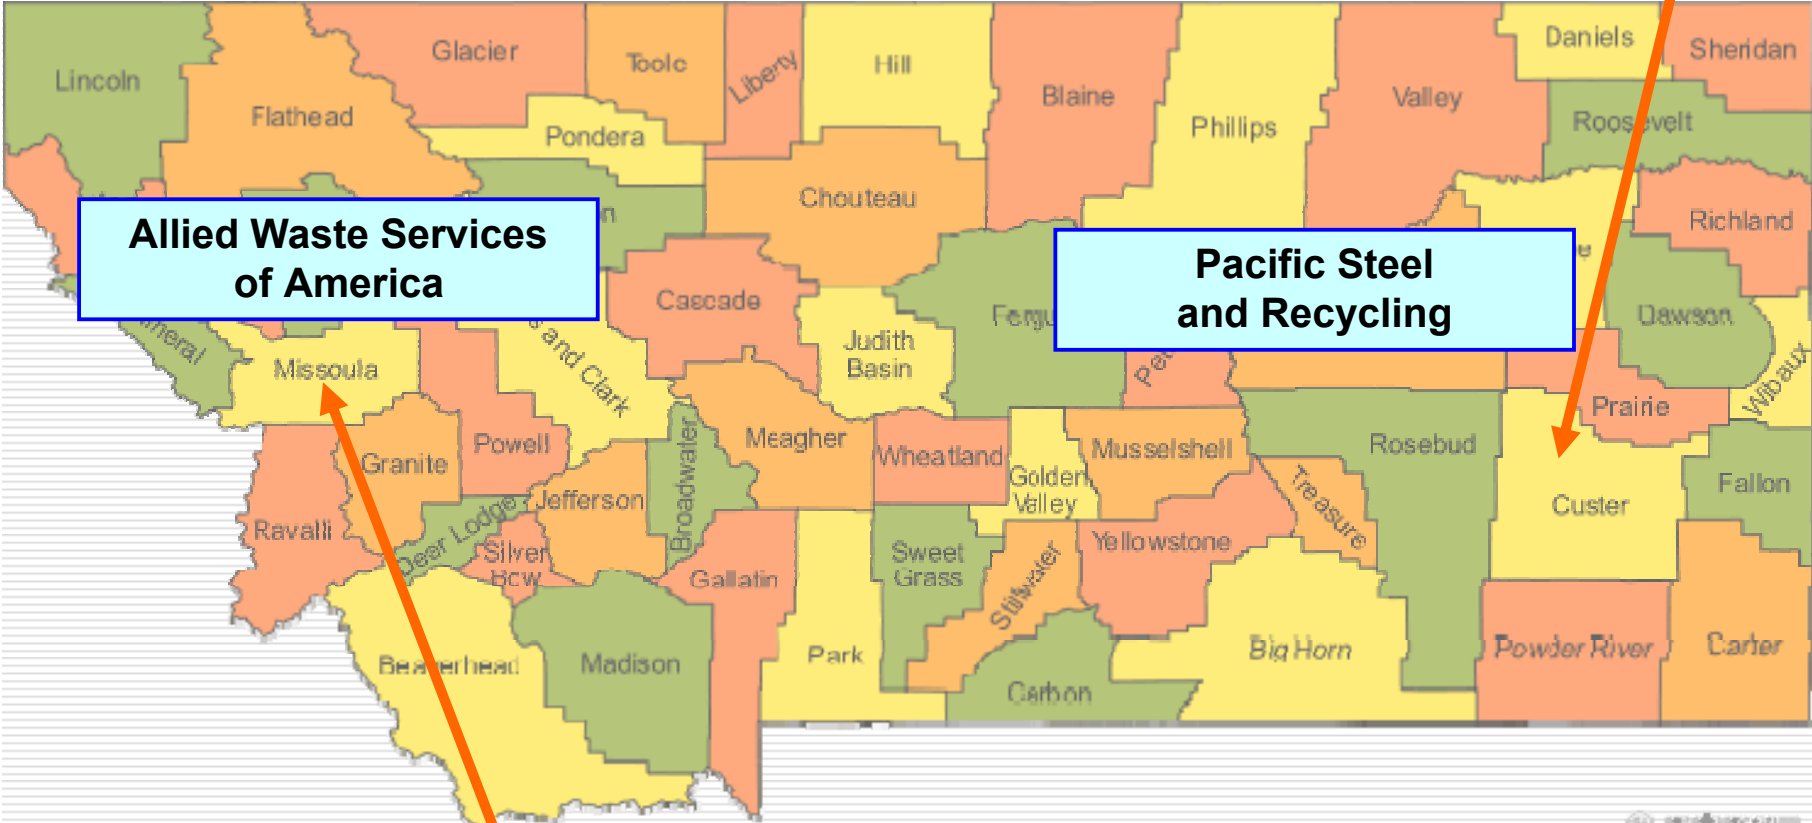 Lincoln
Flathead
Glacier
Toole
Liberty
Hill
Blaine
Phillips
Valley
Daniels
Sheridan
Roosevelt
Pondera
Chouteau
Richland
Allied Waste Services
of America
Pacific Steel
and Recycling
Cascade
Dawson
Judith
Basin
Missoula
and Clark
Wibaux
Prairie
Powell
Granite
Meagher
Broadwater
Wheatland
Golden
Valley
Musselshell
Rosebud
Treasure
Custer
Fallon
Ravalli
Deer Lodge
Jefferson
Silver
Bow
Gallatin
Sweet
Grass
Stillwater
Yellowstone
Beaverhead
Madison
Park
Carbon
Big Horn
Powder River
Carter